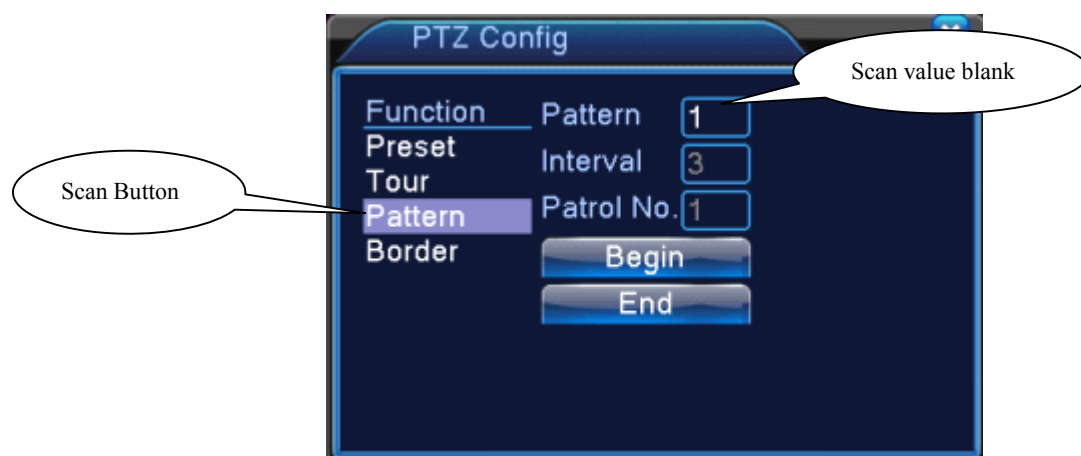 PTZ Config
Scan value blank
Function
Pattern 1
Preset
Interval 3
Tour
Scan Button
Pattern
Patrol No. 1
Border
Begin
End